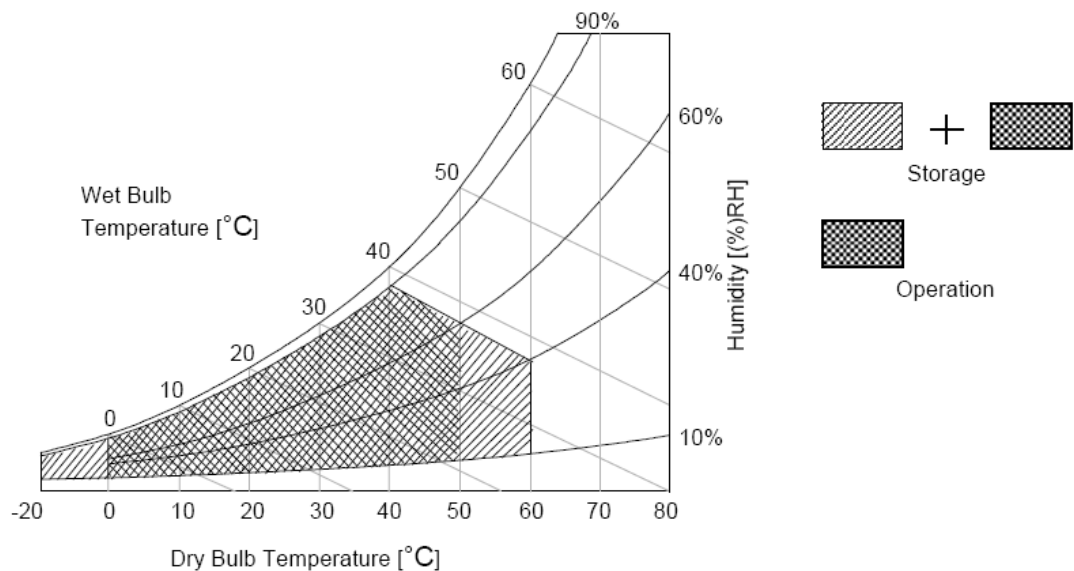 90%
60
60%
50
Wet Bulb
Temperature [°C]
Storage
40
40%
Humidity [(%)RH]
30
Operation
20
10
0
10%
-20 0 10 20 30 40 50 60 70 80
Dry Bulb Temperature [°C]